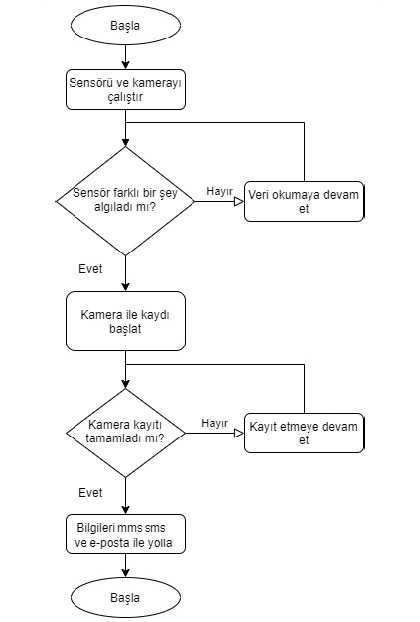 Başla
Sensörü ve kamerayı
çalıştır
Sensör farklı bir şey
algıladı mı?
Hayır
Veri okumaya devam
et
Evet
Kamera ile kaydı
başlat
Kamera kayıtı
tamamladı mı?
Hayır
Kayıt etmeye devam
et
Evet
Bilgileri mms sms
ve e-posta ile yolla
Başla